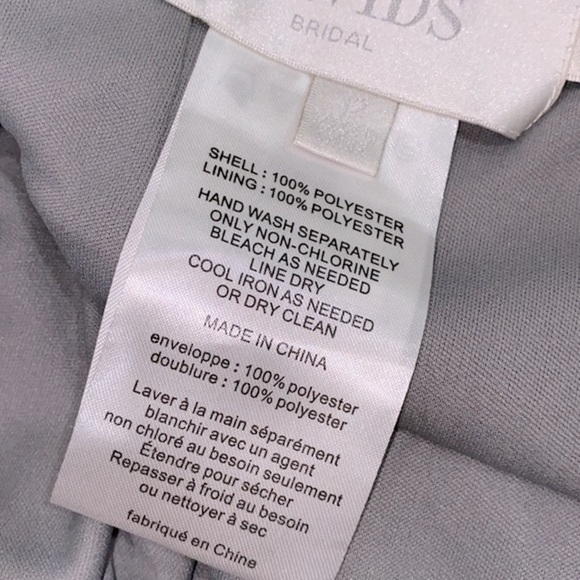 BRIDAL
12
SHELL : 100% POLYESTER
LINING : 100% POLYESTER
HAND WASH SEPARATELY
ONLY NON-CHLORINE
BLEACH AS NEEDED
LINE DRY
COOL IRON AS NEEDED
OR DRY CLEAN
MADE IN CHINA
enveloppe : 100% polyester
doublure : 100% polyester
Laver à la main séparément
blanchir avec un agent
non chloré au besoin seulement
Étendre pour sécher
Repasser à froid au besoin
ou nettoyer à sec
fabriqué en Chine